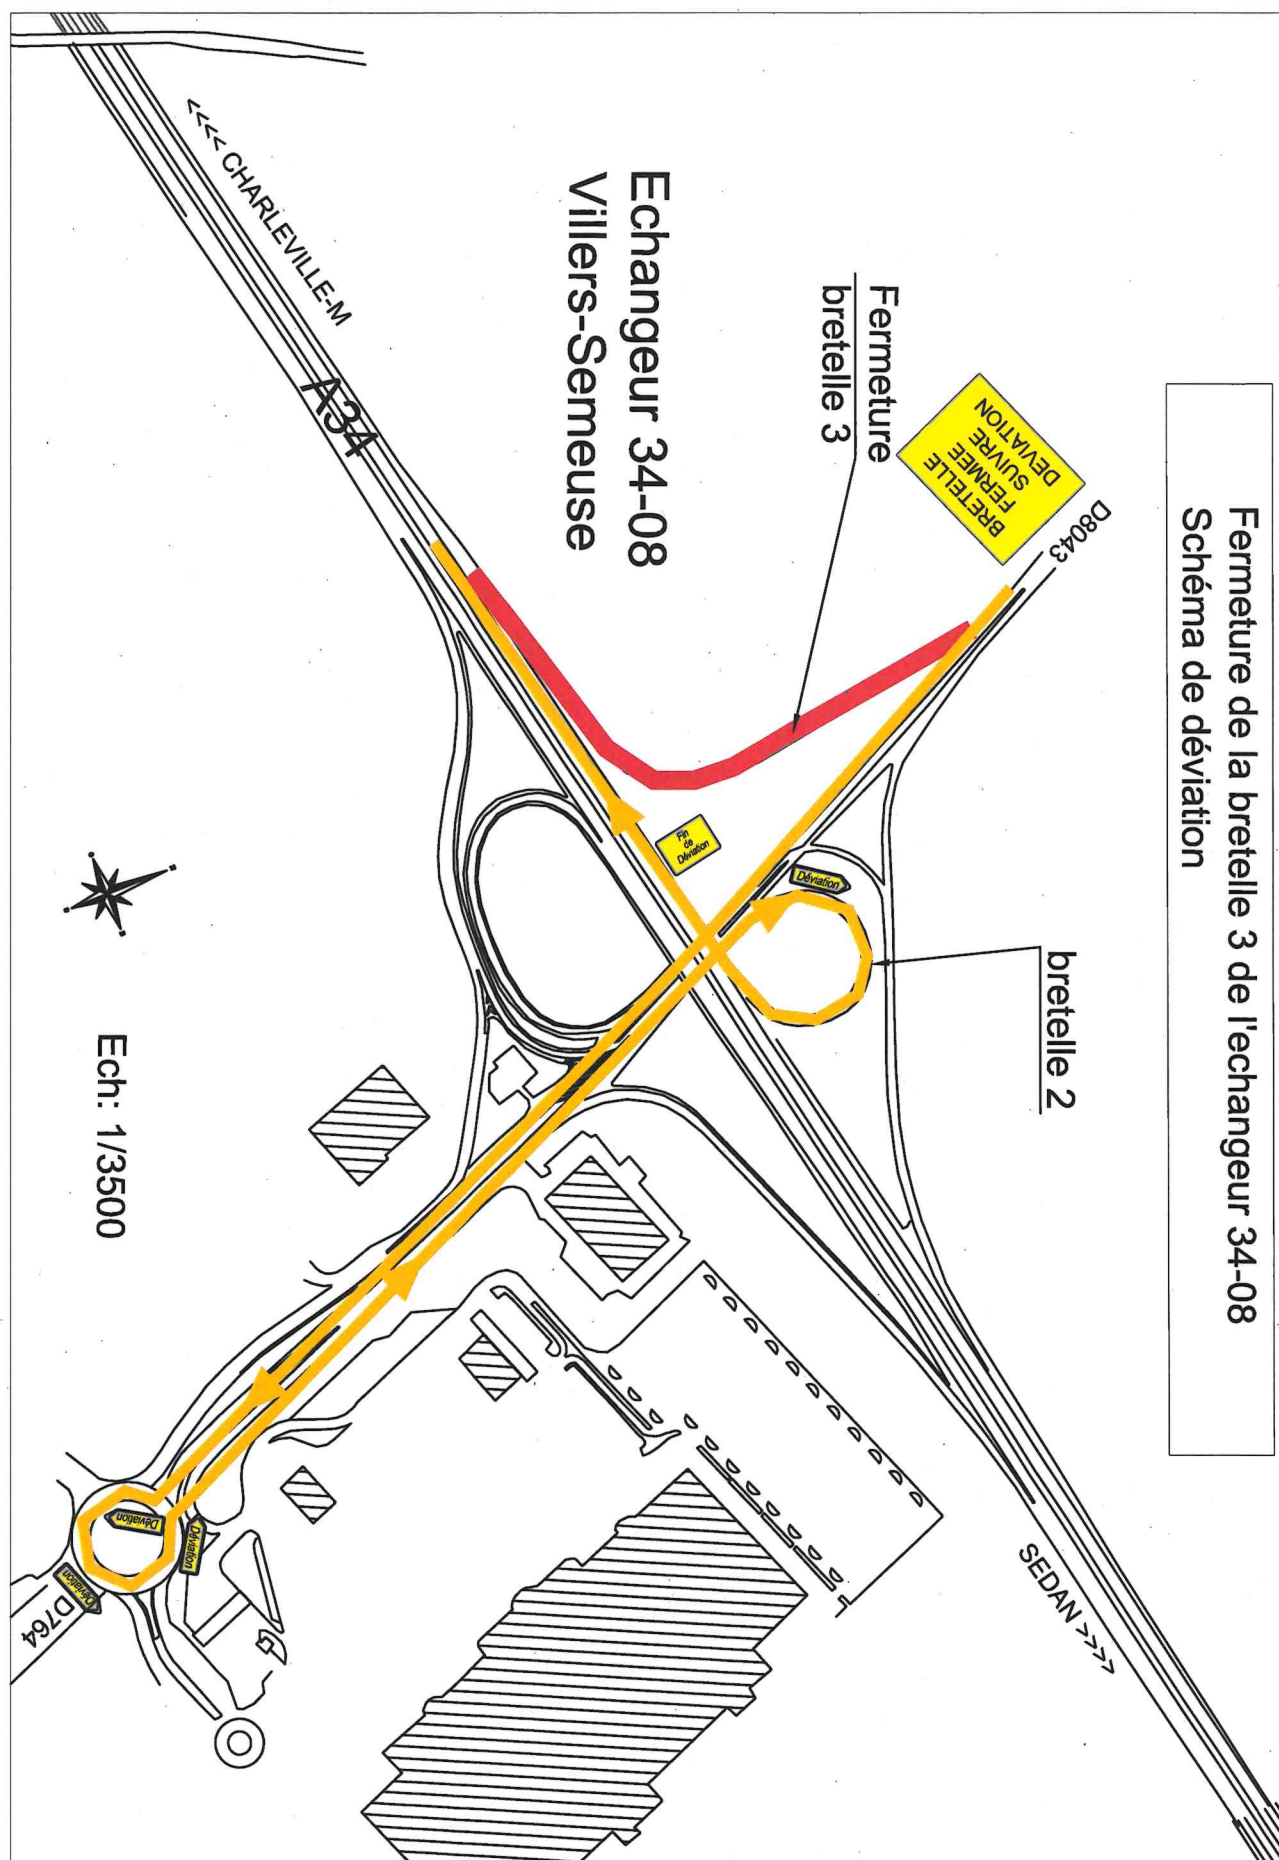 Fermeture de la bretelle 3 de l'echangeur 34-08
Schéma de déviation
D8043
BRETELLE
FERMEE
SUIVRE
DEVIATION
Fermeture
bretelle 3
Echangeur 34-08
Villers-Semeuse
<<<< CHARLEVILLE-M
A34
Fin
de
Déviation
Déviation
bretelle 2
SEDAN >>>>
Ech: 1/3500
Déviation
Déviation
Déviation
D764